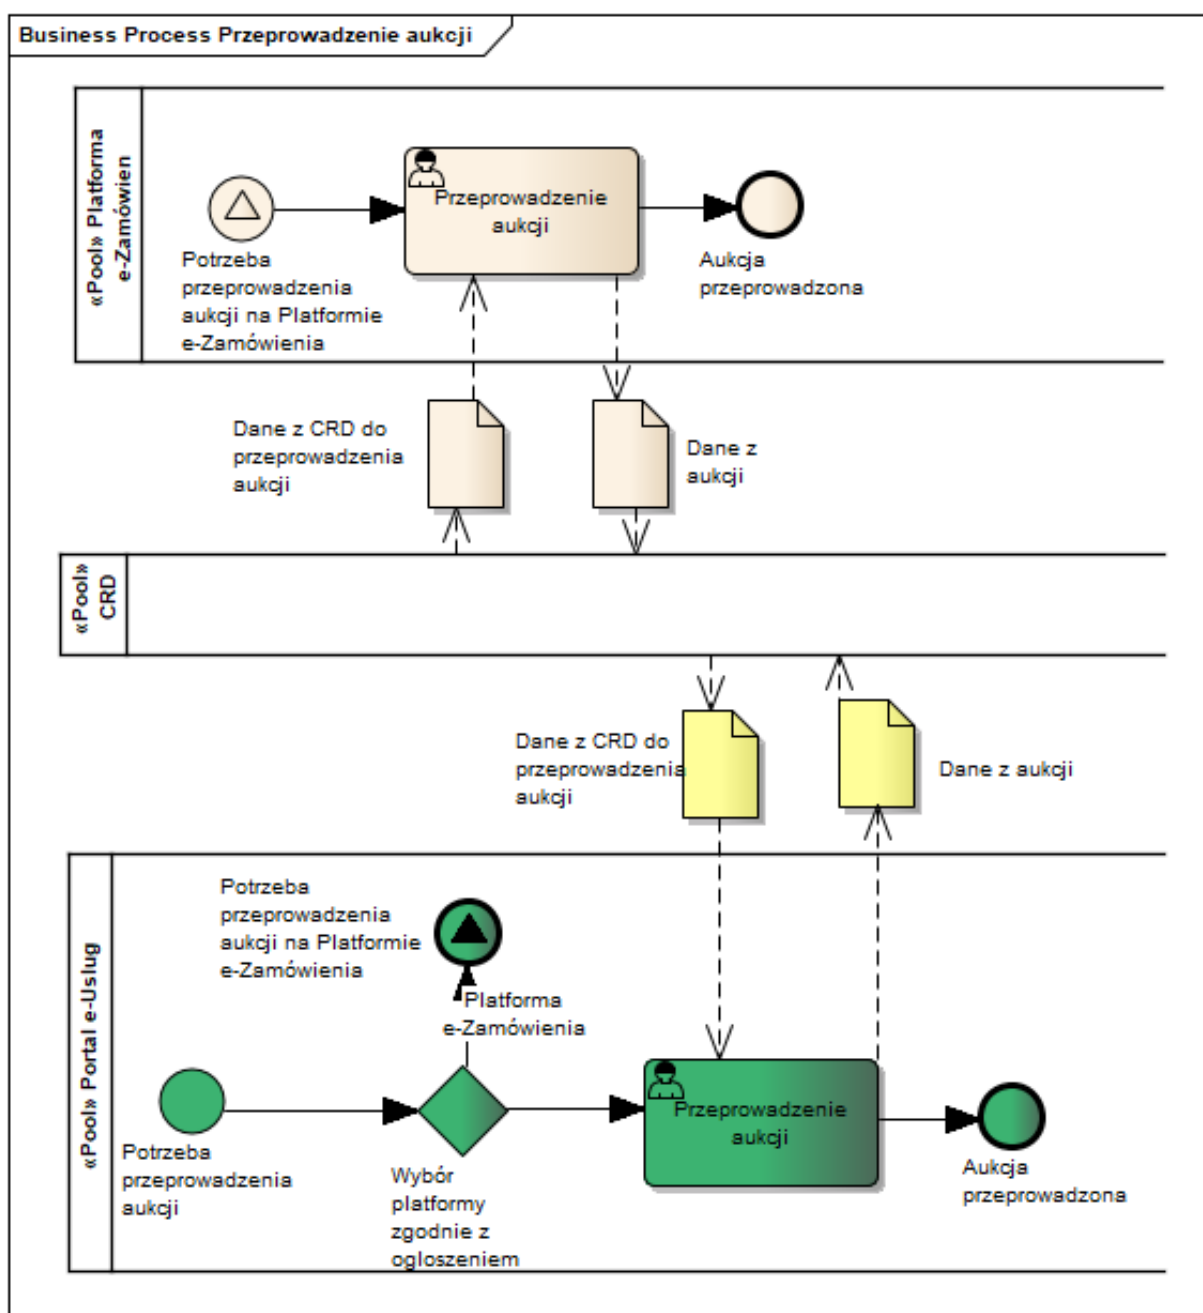 Business Process Przeprowadzenie aukcji
«Pool» Platforma
e-Zamówien
Przeprowadzenie
aukcji
Potrzeba
przeprowadzenia
aukcji na Platformie
e-Zamówienia
Aukcja
przeprowadzona
Dane z CRD do
przeprowadzenia
aukcji
Dane z
aukcji
«Pool»
CRD
Dane z CRD do
przeprowadzenia
aukcji
Dane z aukcji
«Pool» Portal e-Uslug
Potrzeba
przeprowadzenia
aukcji na Platformie
e-Zamówienia
Platforma
e-Zamówienia
Przeprowadzenie
aukcji
Potrzeba
przeprowadzenia
aukcji
Wybór
platformy
zgodnie z
ogloszeniem
Aukcja
przeprowadzona